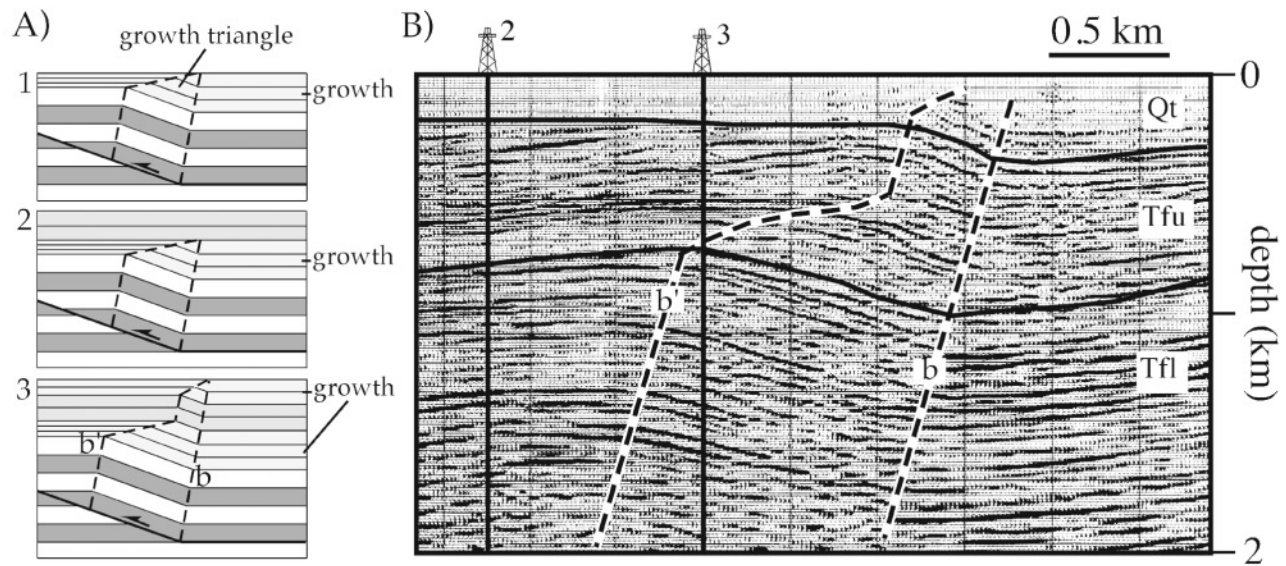 A)
growth triangle
1
growth
2
growth
3
growth
b'
b
B)
2
3
0.5 km
0
Qt
Tfu
b'
b
Tfl
depth (km)
2